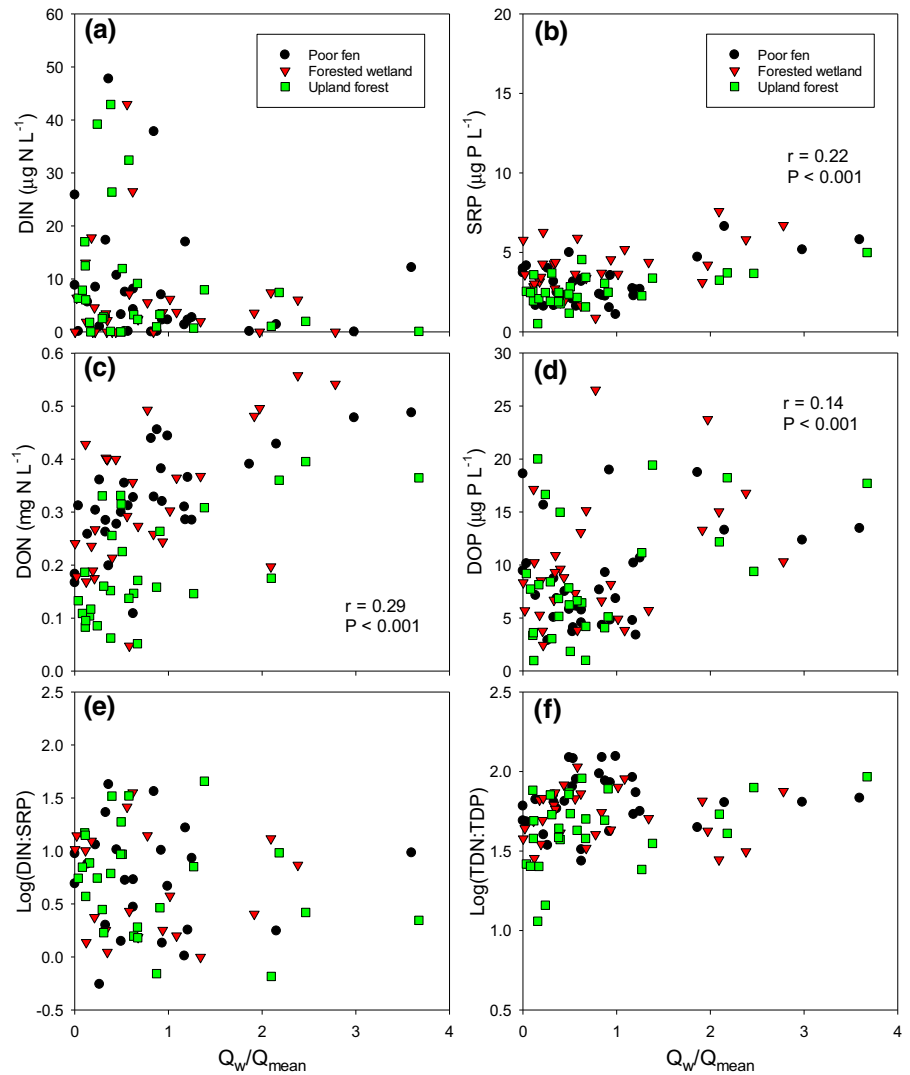 (a)
Poor fen
Forested wetland
Upland forest
DIN (µg N L⁻¹)
60
50
40
30
20
10
0
(b)
Poor fen
Forested wetland
Upland forest
r = 0.22
P < 0.001
SRP (µg P L⁻¹)
20
15
10
5
0
(c)
r = 0.29
P < 0.001
DON (mg N L⁻¹)
0.6
0.5
0.4
0.3
0.2
0.1
0.0
(d)
r = 0.14
P < 0.001
DOP (µg P L⁻¹)
30
25
20
15
10
5
0
(e)
Log(DIN:SRP)
2.5
2.0
1.5
1.0
0.5
0.0
-0.5
0 1 2 3 4
Qw/Qmean
(f)
Log(TDN:TDP)
2.5
2.0
1.5
1.0
0.5
0 1 2 3 4
Qw/Qmean